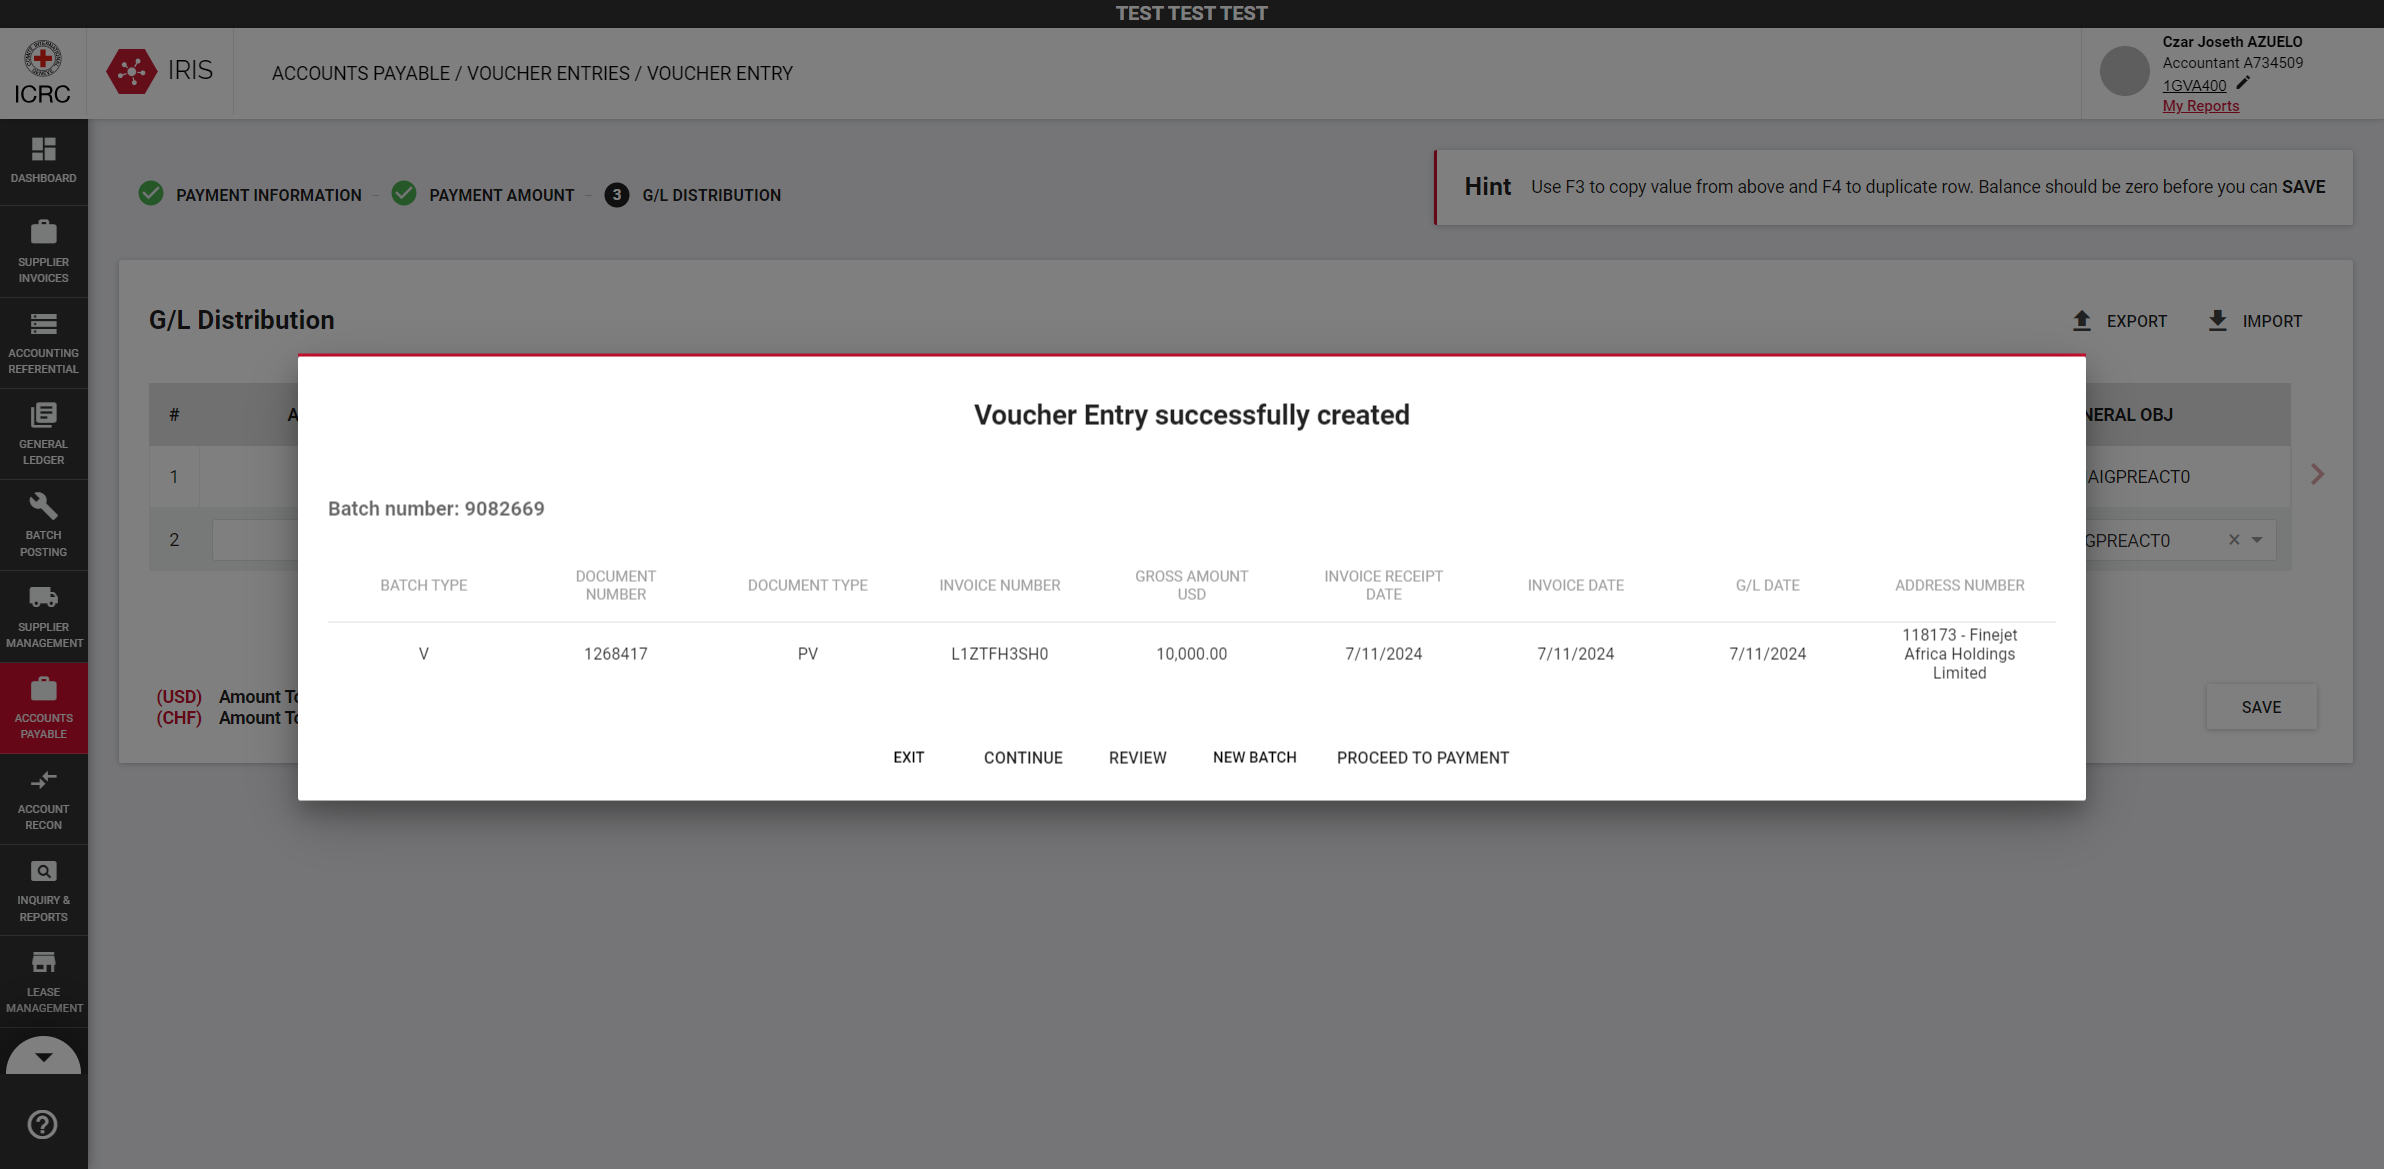 TEST TEST TEST
ICRC
IRIS
ACCOUNTS PAYABLE / VOUCHER ENTRIES / VOUCHER ENTRY
Czar Joseth AZUELO
Accountant A734509
1GVA400
My Reports
DASHBOARD
SUPPLIER
INVOICES
ACCOUNTING
REFERENTIAL
GENERAL
LEDGER
BATCH
POSTING
SUPPLIER
MANAGEMENT
ACCOUNTS
PAYABLE
ACCOUNT
RECON
INQUIRY &
REPORTS
LEASE
MANAGEMENT
PAYMENT INFORMATION
PAYMENT AMOUNT
3 G/L DISTRIBUTION
Hint Use F3 to copy value from above and F4 to duplicate row. Balance should be zero before you can SAVE
G/L Distribution
EXPORT
IMPORT
# A
NERAL OBJ
1
AIGPREACT0
2
GPREACT0
Voucher Entry successfully created
Batch number: 9082669
BATCH TYPE
DOCUMENT
NUMBER
DOCUMENT TYPE
INVOICE NUMBER
GROSS AMOUNT
USD
INVOICE RECEIPT
DATE
INVOICE DATE
G/L DATE
ADDRESS NUMBER
V
1268417
PV
L1ZTFH3SH0
10,000.00
7/11/2024
7/11/2024
7/11/2024
118173 - Finejet
Africa Holdings
Limited
(USD) Amount To
(CHF) Amount To
SAVE
EXIT
CONTINUE
REVIEW
NEW BATCH
PROCEED TO PAYMENT